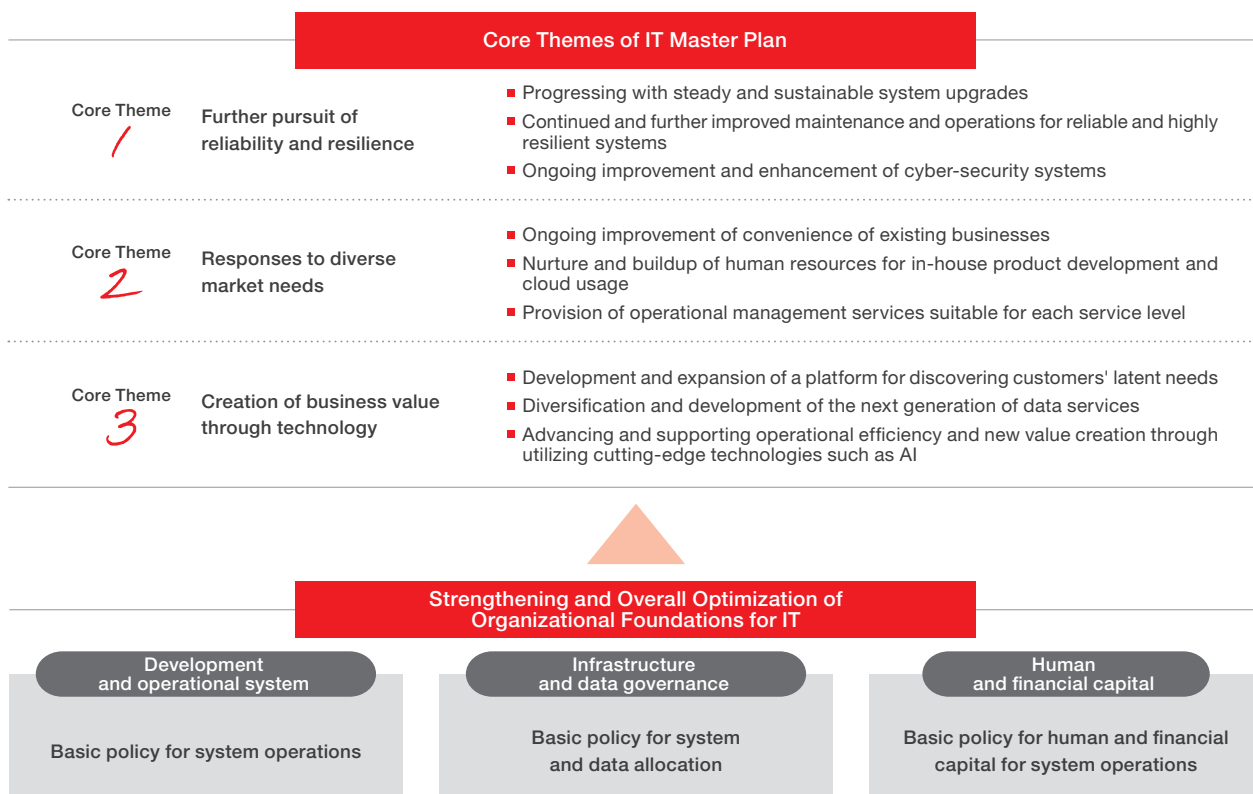 Core Themes of IT Master Plan
Core Theme
1
Further pursuit of
reliability and resilience
Progressing with steady and sustainable system upgrades
Continued and further improved maintenance and operations for reliable and highly
resilient systems
Ongoing improvement and enhancement of cyber-security systems
Core Theme
2
Responses to diverse
market needs
Ongoing improvement of convenience of existing businesses
Nurture and buildup of human resources for in-house product development and
cloud usage
Provision of operational management services suitable for each service level
Core Theme
3
Creation of business value
through technology
Development and expansion of a platform for discovering customers' latent needs
Diversification and development of the next generation of data services
Advancing and supporting operational efficiency and new value creation through
utilizing cutting-edge technologies such as AI
Strengthening and Overall Optimization of
Organizational Foundations for IT
Development
and operational system
Basic policy for system operations
Infrastructure
and data governance
Basic policy for system
and data allocation
Human
and financial capital
Basic policy for human and financial
capital for system operations